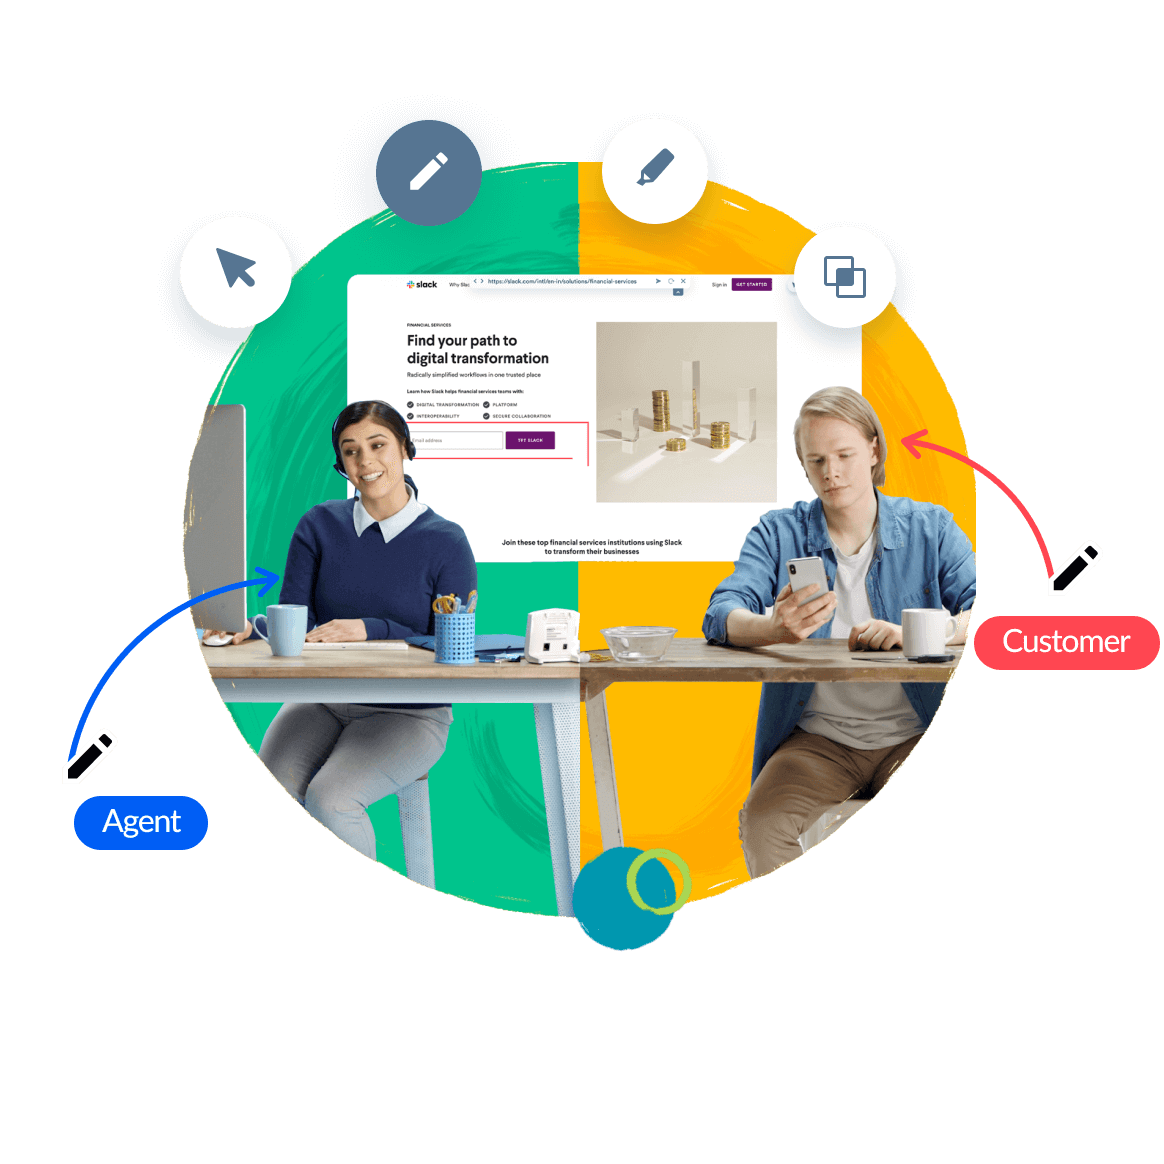 slack
Why Slac
https://slack.com/intl/en-in/solutions/financial-services
Sign in
GET STARTED
FINANCIAL SERVICES
Find your path to
digital transformation
Radically simplified workflows in one trusted place
Learn how Slack helps financial services teams with:
DIGITAL TRANSFORMATION
PLATFORM
INTEROPERABILITY
SECURE COLLABORATION
Email address
TRY SLACK
Join these top financial services institutions using Slack
to transform their businesses
Customer
Agent